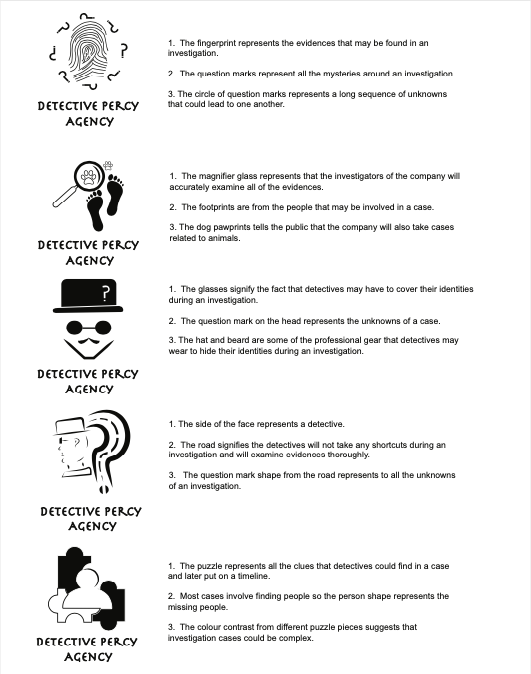 ?
? ?
? ? ?
DETECTIVE PERCY
AGENCY
1. The fingerprint represents the evidences that may be found in an
investigation.
2. The question marks represent all the mysteries around an investigation
3. The circle of question marks represents a long sequence of unknowns
that could lead to one another.
DETECTIVE PERCY
AGENCY
1. The magnifier glass represents that the investigators of the company will
accurately examine all of the evidences.
2. The footprints are from the people that may be involved in a case.
3. The dog pawprints tells the public that the company will also take cases
related to animals.
?
DETECTIVE PERCY
AGENCY
1. The glasses signify the fact that detectives may have to cover their identities
during an investigation.
2. The question mark on the head represents the unknowns of a case.
3. The hat and beard are some of the professional gear that detectives may
wear to hide their identities during an investigation.
DETECTIVE PERCY
AGENCY
1. The side of the face represents a detective.
2. The road signifies the detectives will not take any shortcuts during an
investigation and will examine evidences thoroughly.
3. The question mark shape from the road represents to all the unknowns
of an investigation.
DETECTIVE PERCY
AGENCY
1. The puzzle represents all the clues that detectives could find in a case
and later put on a timeline.
2. Most cases involve finding people so the person shape represents the
missing people.
3. The colour contrast from different puzzle pieces suggests that
investigation cases could be complex.